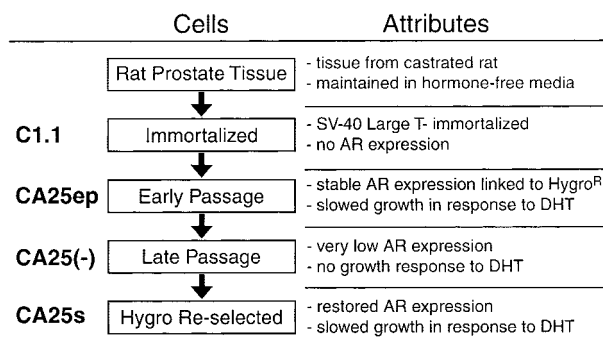 Cells Attributes
Rat Prostate Tissue
- tissue from castrated rat
- maintained in hormone-free media
C1.1
Immortalized
- SV-40 Large T- immortalized
- no AR expression
CA25ep
Early Passage
- stable AR expression linked to Hygroᴿ
- slowed growth in response to DHT
CA25(-)
Late Passage
- very low AR expression
- no growth response to DHT
CA25s
Hygro Re-selected
- restored AR expression
- slowed growth in response to DHT